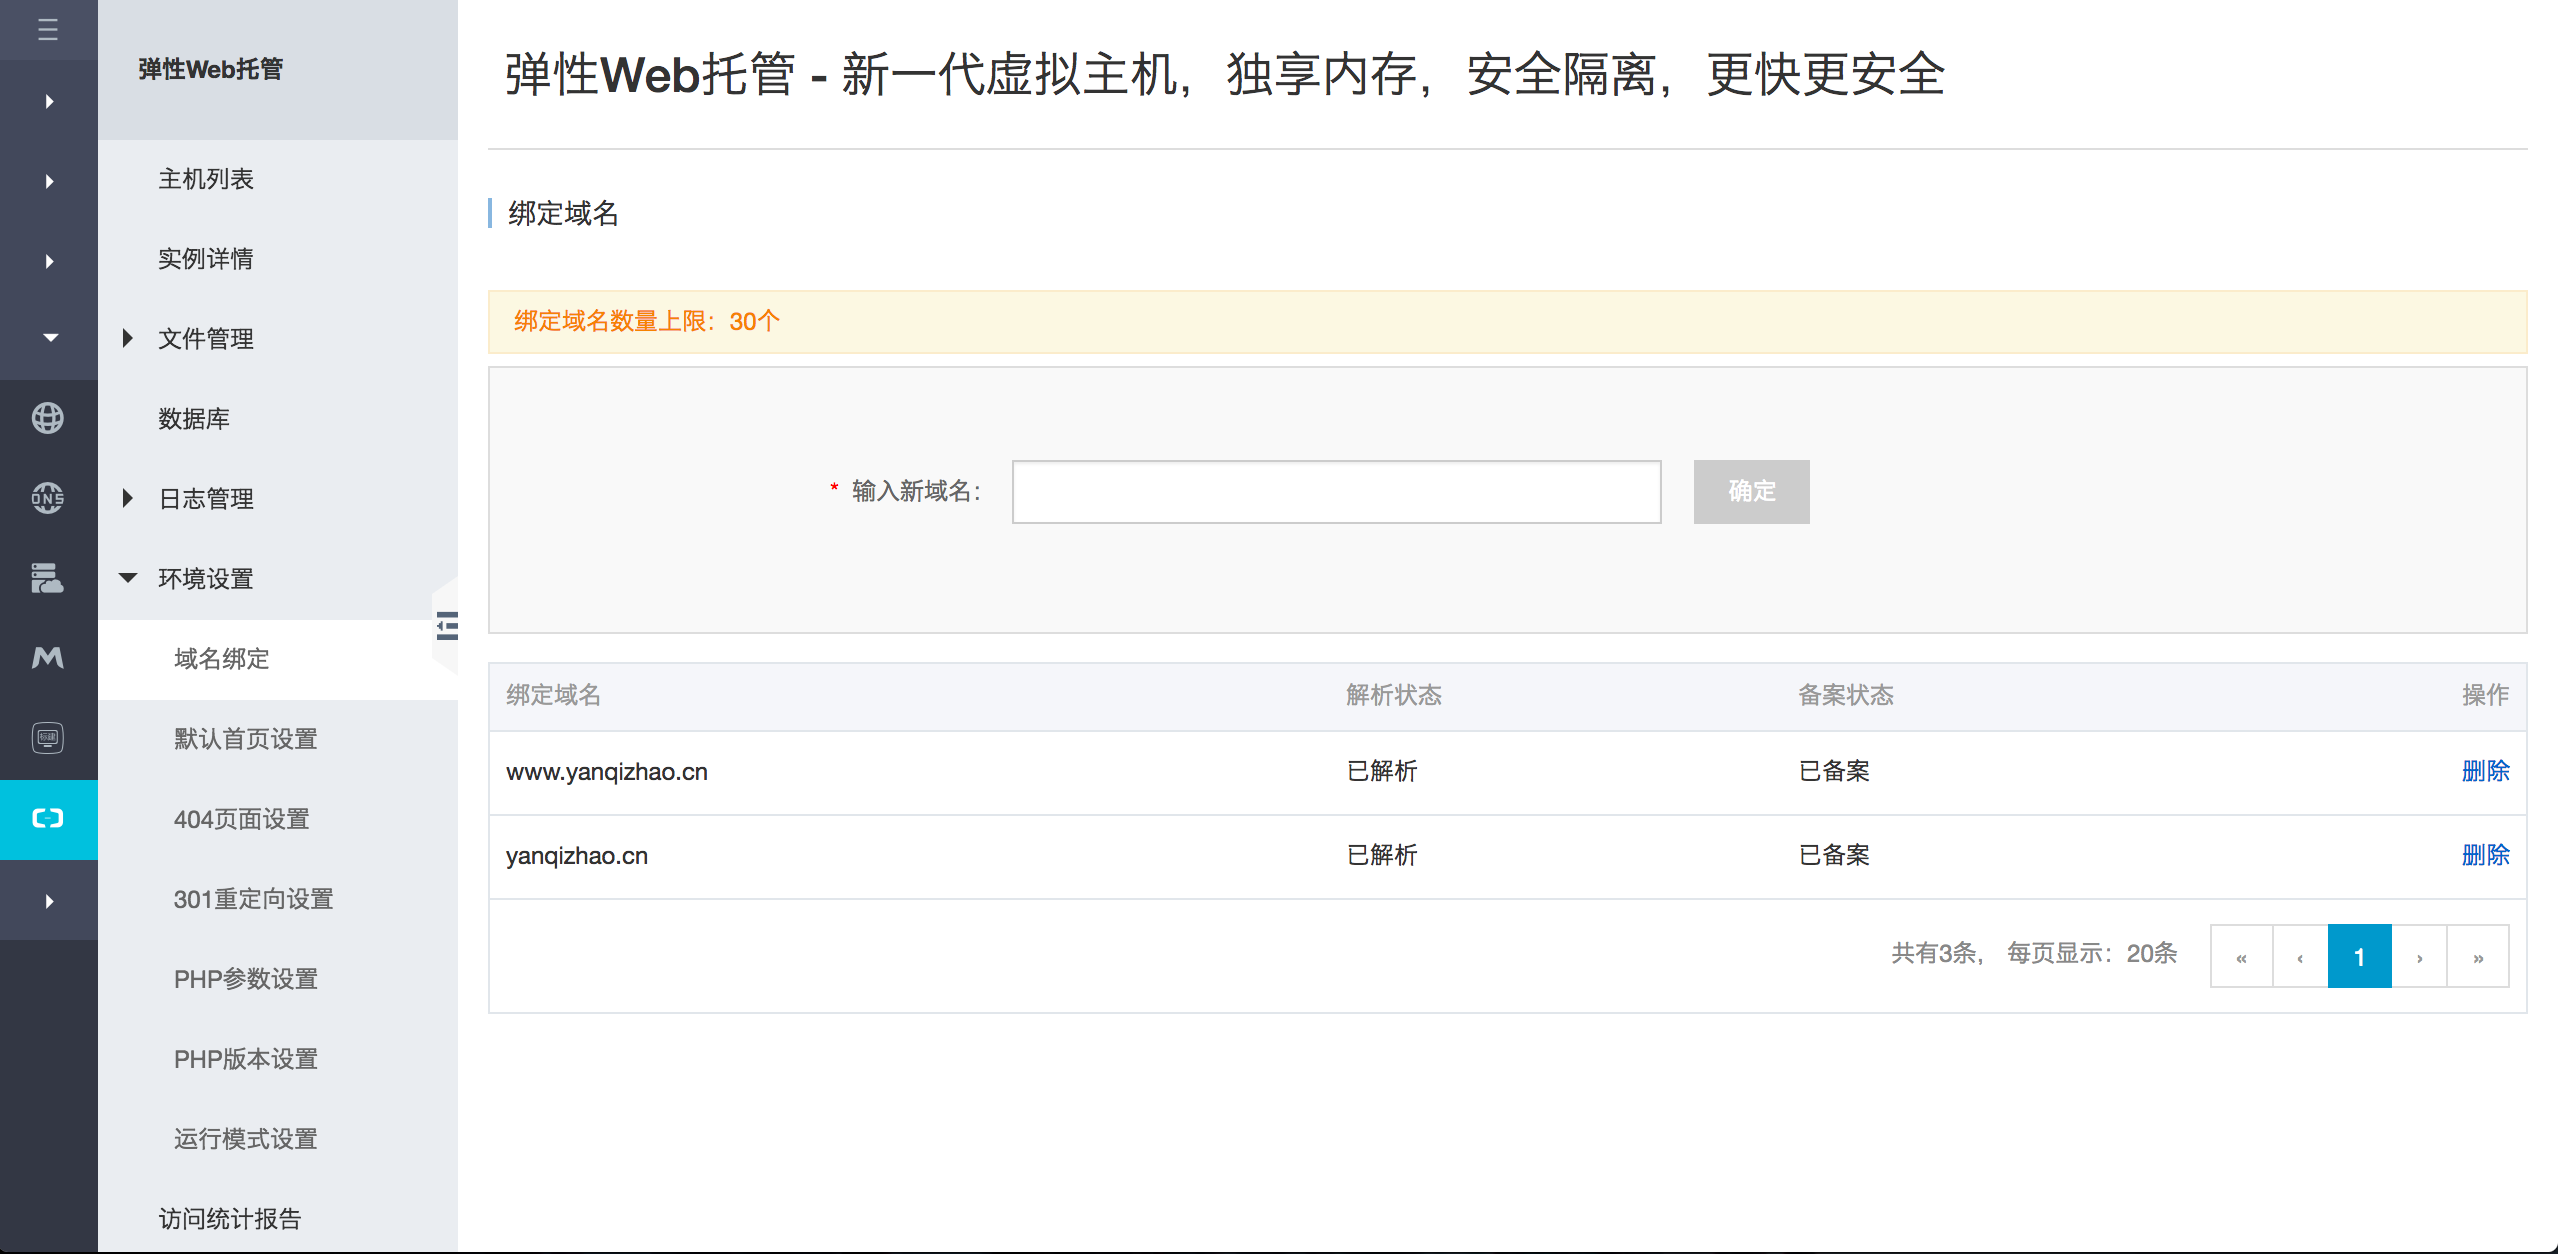 弹性Web托管
主机列表
实例详情
文件管理
数据库
日志管理
环境设置
域名绑定
默认首页设置
404页面设置
301重定向设置
PHP参数设置
PHP版本设置
运行模式设置
访问统计报告
DNS
标建
弹性Web托管 - 新一代虚拟主机，独享内存，安全隔离，更快更安全
绑定域名
绑定域名数量上限：30个
* 输入新域名： 确定
绑定域名 解析状态 备案状态 操作
www.yanqizhao.cn 已解析 已备案 删除
yanqizhao.cn 已解析 已备案 删除
共有3条， 每页显示：20条 « ‹ 1 › »